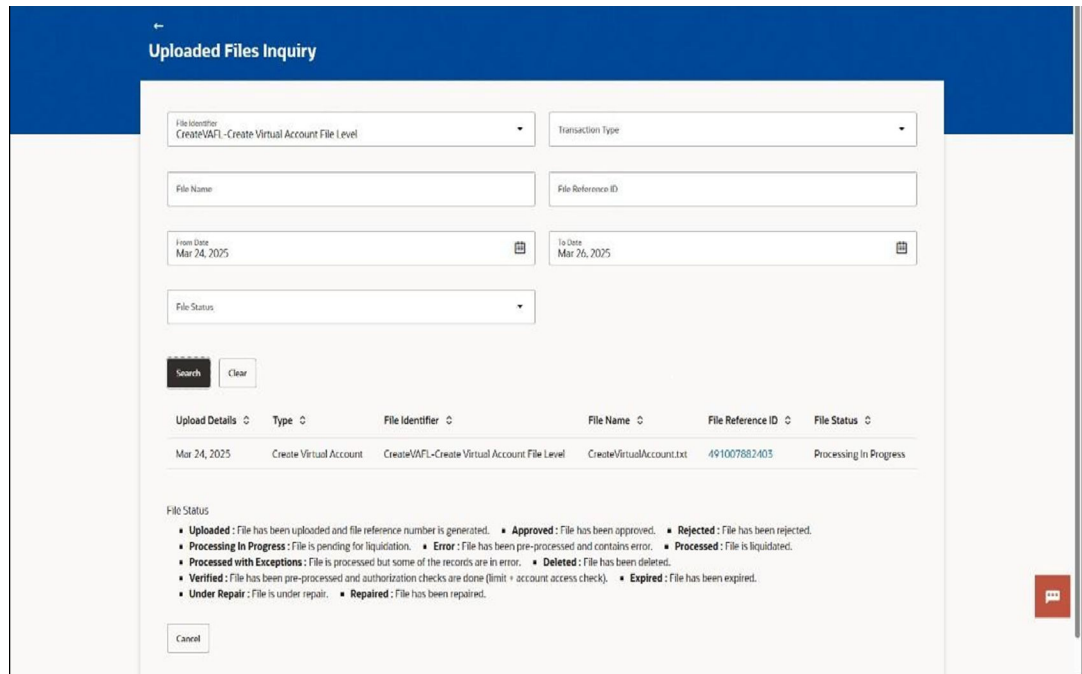 Uploaded Files Inquiry
File Identifier
CreateVAFL-Create Virtual Account File Level
Transaction Type
File Name
File Reference ID
From Date
Mar 24, 2025
To Date
Mar 26, 2025
File Status
Search Clear
Upload Details Type File Identifier File Name File Reference ID File Status
Mar 24, 2025 Create Virtual Account CreateVAFL-Create Virtual Account File Level CreateVirtualAccount.txt 491007882403 Processing In Progress
File Status
▪ Uploaded : File has been uploaded and file reference number is generated. ▪ Approved : File has been approved. ▪ Rejected : File has been rejected.
▪ Processing In Progress : File is pending for liquidation. ▪ Error : File has been pre-processed and contains error. ▪ Processed : File is liquidated.
▪ Processed with Exceptions : File is processed but some of the records are in error. ▪ Deleted : File has been deleted.
▪ Verified : File has been pre-processed and authorization checks are done (limit + account access check). ▪ Expired : File has been expired.
▪ Under Repair : File is under repair. ▪ Repaired : File has been repaired.
Cancel